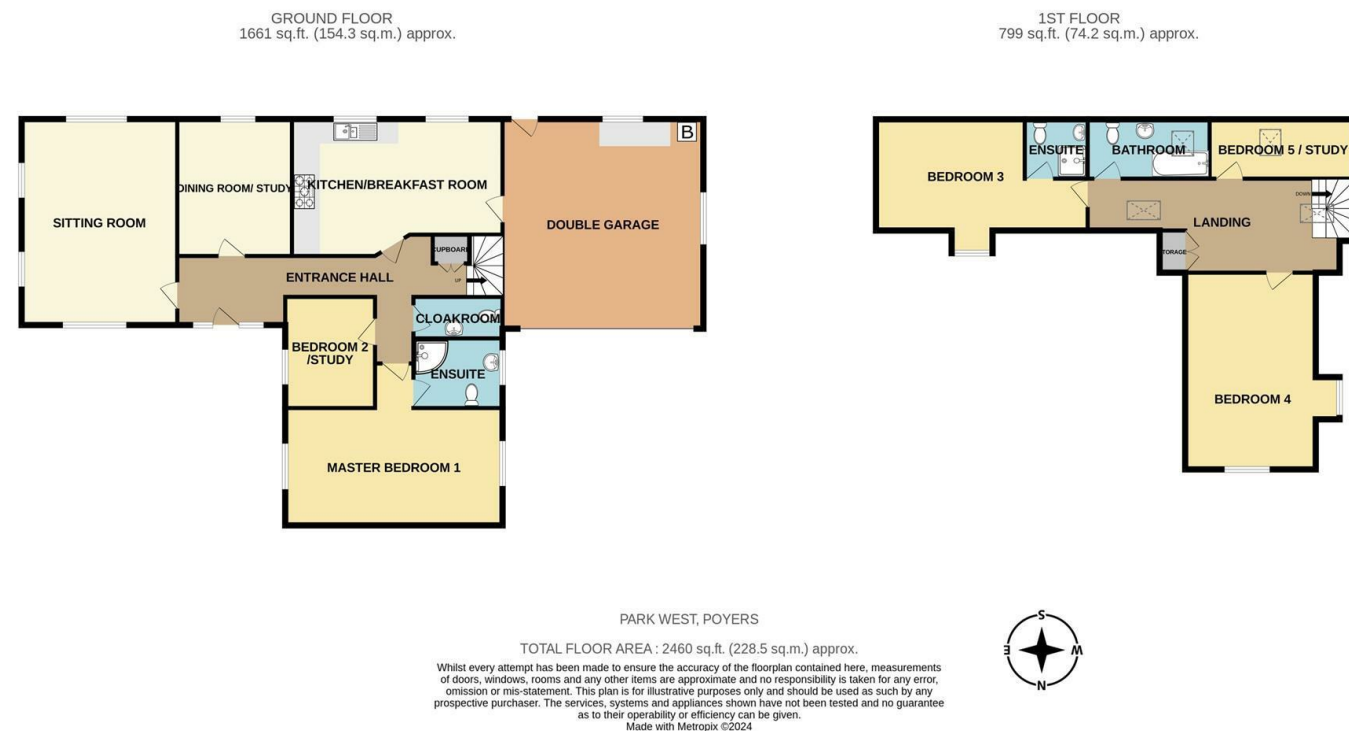 GROUND FLOOR
1661 sq.ft. (154.3 sq.m.) approx.
1ST FLOOR
799 sq.ft. (74.2 sq.m.) approx.
SITTING ROOM
DINING ROOM/ STUDY
KITCHEN/BREAKFAST ROOM
B
DOUBLE GARAGE
CUPBOARD
ENTRANCE HALL
UP
CLOAKROOM
BEDROOM 2
/STUDY
ENSUITE
MASTER BEDROOM 1
BEDROOM 3
ENSUITE
BATHROOM
BEDROOM 5 / STUDY
DOWN
LANDING
STORAGE
BEDROOM 4
PARK WEST, POYERS
TOTAL FLOOR AREA : 2460 sq.ft. (228.5 sq.m.) approx.
Whilst every attempt has been made to ensure the accuracy of the floorplan contained here, measurements
of doors, windows, rooms and any other items are approximate and no responsibility is taken for any error,
omission or mis-statement. This plan is for illustrative purposes only and should be used as such by any
prospective purchaser. The services, systems and appliances shown have not been tested and no guarantee
as to their operability or efficiency can be given.
Made with Metropix ©2024
S
E
W
N